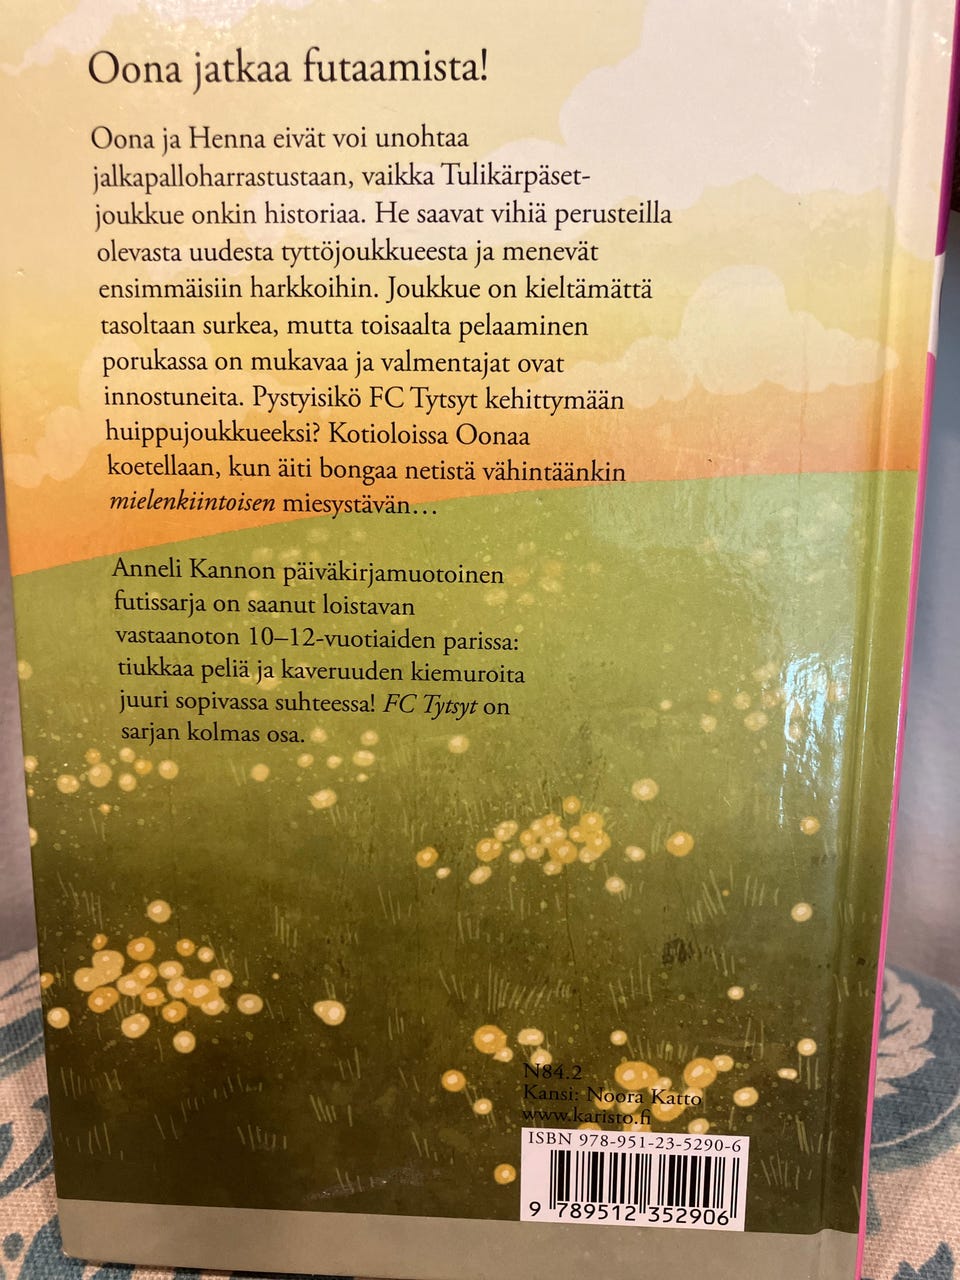 Oona jatkaa futaamista!
Oona ja Henna eivät voi unohtaa
jalkapalloharrastustaan, vaikka Tulikärpäset-
joukkue onkin historiaa. He saavat vihiä perusteilla
olevasta uudesta tyttöjoukkueesta ja menevät
ensimmäisiin harkkoihin. Joukkue on kieltämättä
tasoltaan surkea, mutta toisaalta pelaaminen
porukassa on mukavaa ja valmentajat ovat
innostuneita. Pystyisikö FC Tytsyt kehittymään
huippujoukkueeksi? Kotioloissa Oonaa
koetellaan, kun äiti bongaa netistä vähintäänkin
mielenkiintoisen miesystävän…
Anneli Kannon päiväkirjamuotoinen
futissarja on saanut loistavan
vastaanoton 10–12-vuotiaiden parissa:
tiukkaa peliä ja kaveruuden kiemuroita
juuri sopivassa suhteessa! FC Tytsyt on
sarjan kolmas osa.
N84.2
Kansi: Noora Katto
www.karisto.fi
ISBN 978-951-23-5290-6
9 789512 352906